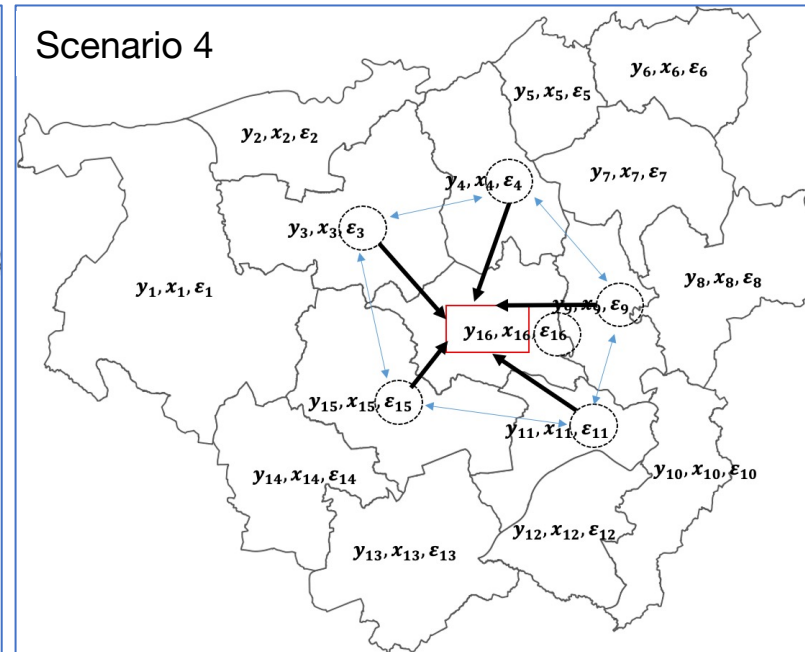 Scenario 4
y₆, x₆, ε₆
y₅, x₅, ε₅
y₂, x₂, ε₂
y₇, x₇, ε₇
y₄, x₄, ε₄
y₃, x₃, ε₃
y₈, x₈, ε₈
y₁, x₁, ε₁
y₉, x₉, ε₉
y₁₆, x₁₆, ε₁₆
y₁₅, x₁₅, ε₁₅
y₁₁, x₁₁, ε₁₁
y₁₀, x₁₀, ε₁₀
y₁₄, x₁₄, ε₁₄
y₁₂, x₁₂, ε₁₂
y₁₃, x₁₃, ε₁₃